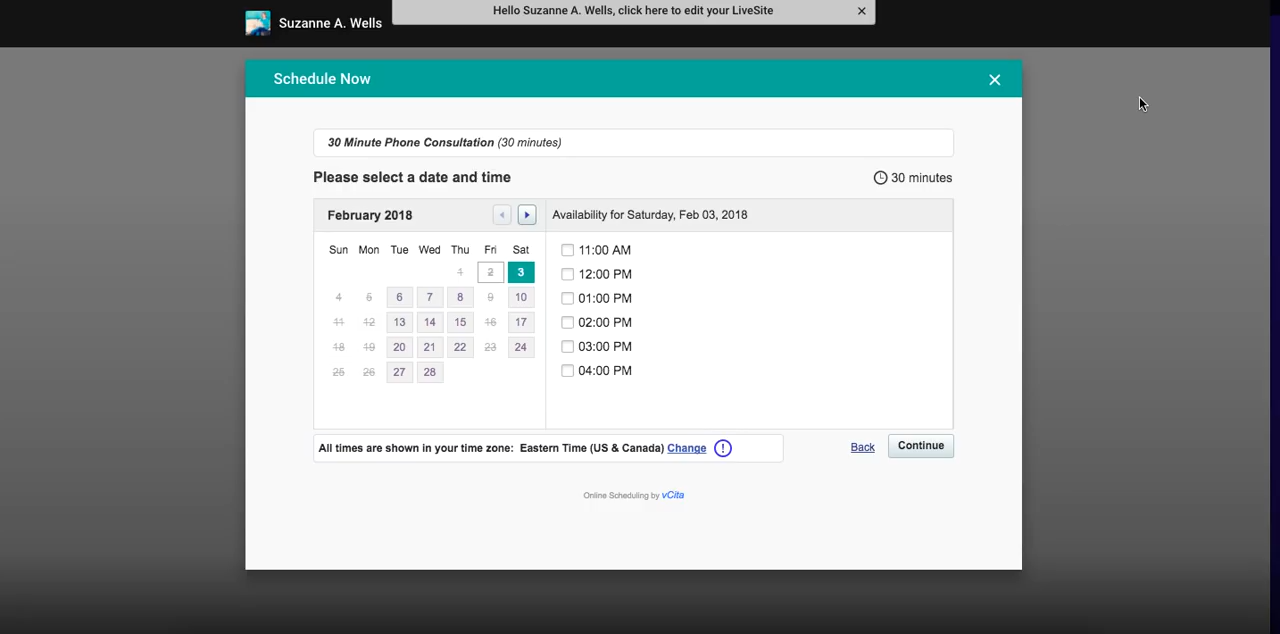 Suzanne A. Wells
Hello Suzanne A. Wells, click here to edit your LiveSite ×
Schedule Now ×
30 Minute Phone Consultation (30 minutes)
Please select a date and time
30 minutes
February 2018
Availability for Saturday, Feb 03, 2018
Sun Mon Tue Wed Thu Fri Sat
1 2 3
4 5 6 7 8 9 10
11 12 13 14 15 16 17
18 19 20 21 22 23 24
25 26 27 28
11:00 AM
12:00 PM
01:00 PM
02:00 PM
03:00 PM
04:00 PM
All times are shown in your time zone: Eastern Time (US & Canada) Change !
Back
Continue
Online Scheduling by vCita